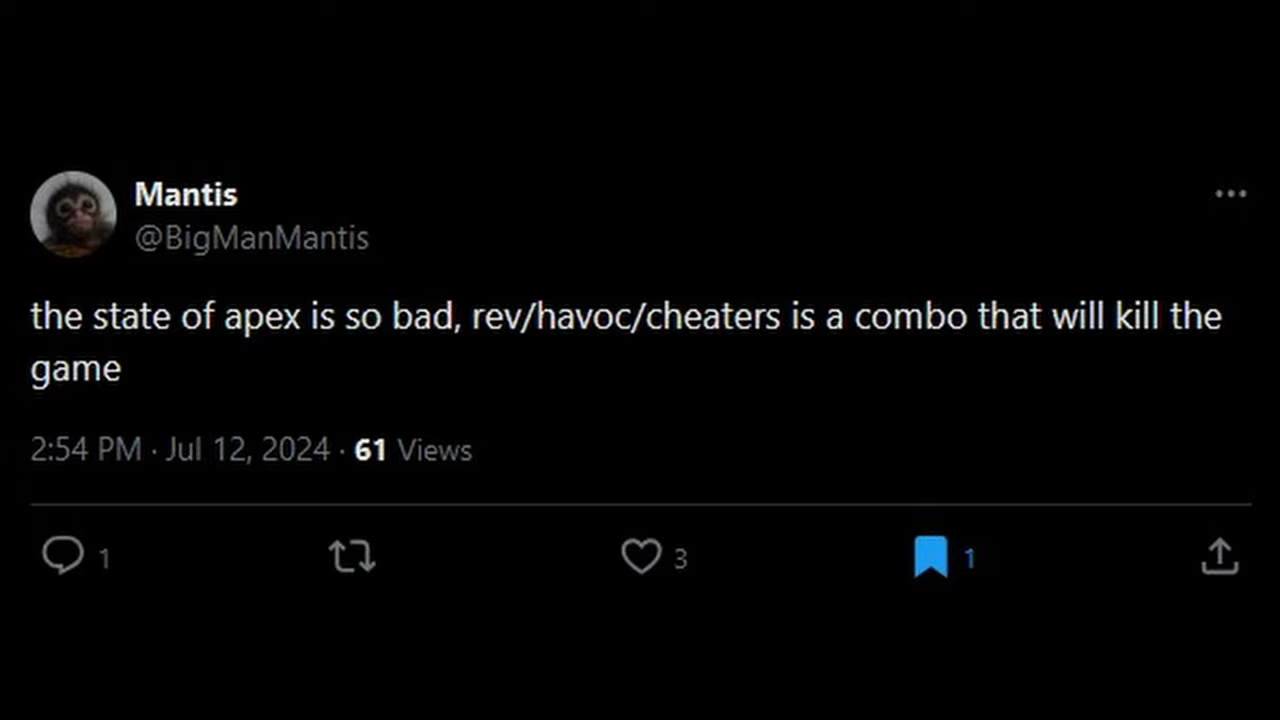 Mantis
@BigManMantis
the state of apex is so bad, rev/havoc/cheaters is a combo that will kill the
game
2:54 PM · Jul 12, 2024 · 61 Views
1 3 1